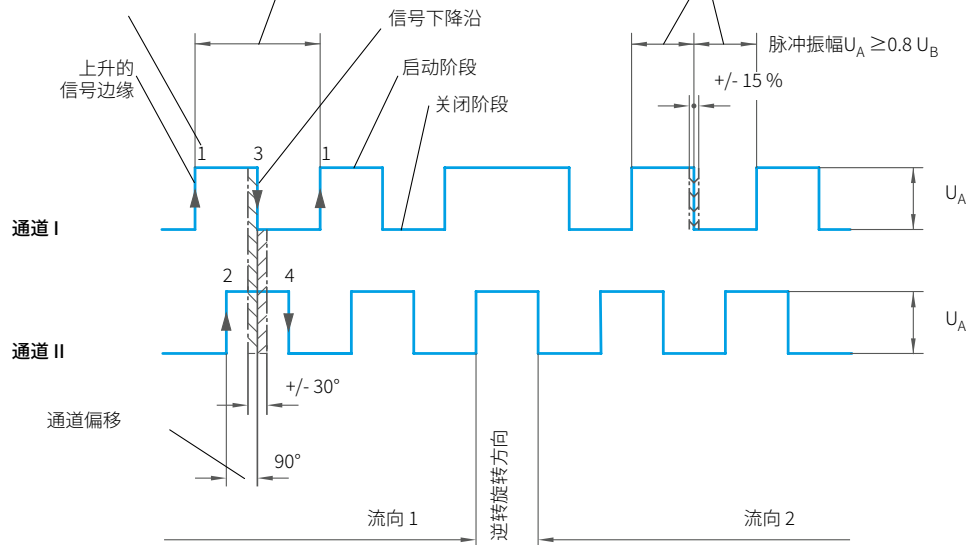 信号下降沿
脉冲振幅U_A ≥0.8 U_B
上升的
信号边缘
启动阶段
+/- 15 %
关闭阶段
1
3
1
U_A
通道 I
2
4
U_A
通道 II
+/- 30°
通道偏移
90°
逆转旋转方向
流向 1
流向 2